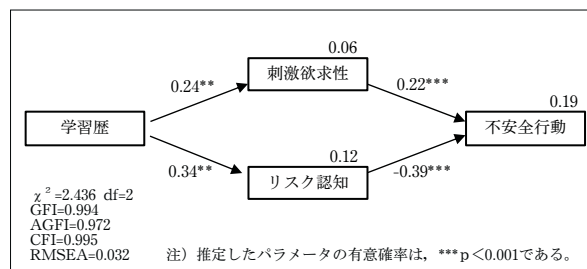 0.06
刺激欲求性
0.24**
0.22***
0.19
学習歴
不安全行動
0.12
0.34**
リスク認知
-0.39***
χ²=2.436 df=2
GFI=0.994
AGFI=0.972
CFI=0.995
RMSEA=0.032
注）推定したパラメータの有意確率は，***p＜0.001である。